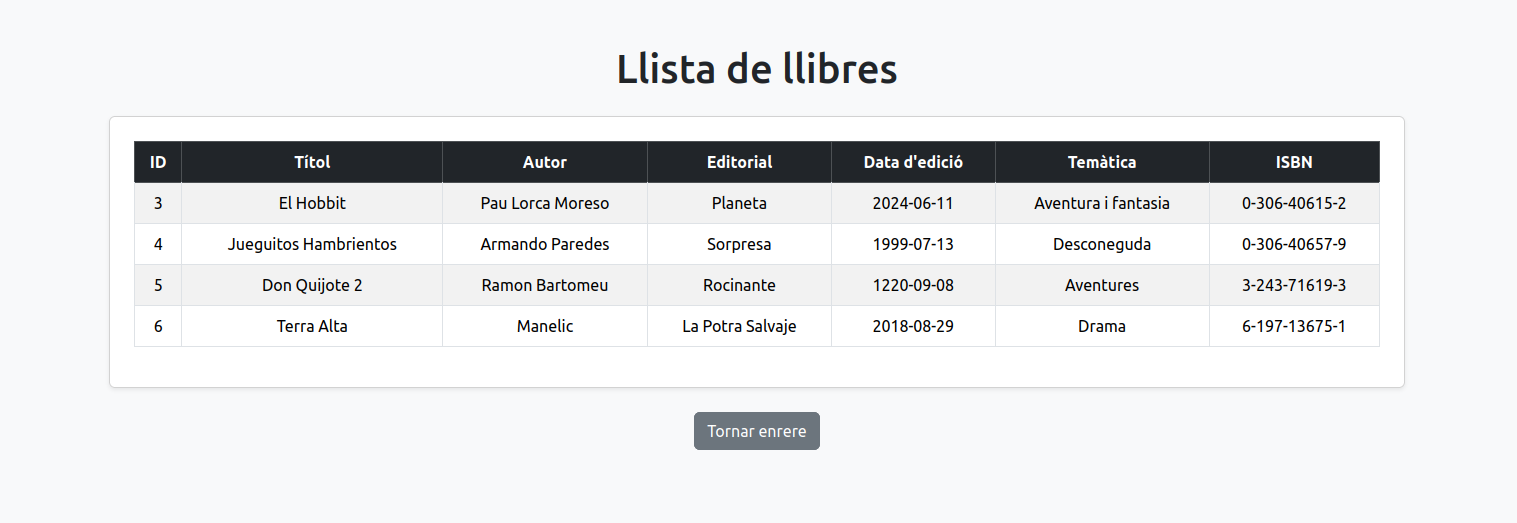 Llista de llibres
ID Títol Autor Editorial Data d'edició Temàtica ISBN
3 El Hobbit Pau Lorca Moreso Planeta 2024-06-11 Aventura i fantasia 0-306-40615-2
4 Jueguitos Hambrientos Armando Paredes Sorpresa 1999-07-13 Desconeguda 0-306-40657-9
5 Don Quijote 2 Ramon Bartomeu Rocinante 1220-09-08 Aventures 3-243-71619-3
6 Terra Alta Manelic La Potra Salvaje 2018-08-29 Drama 6-197-13675-1
Tornar enrere